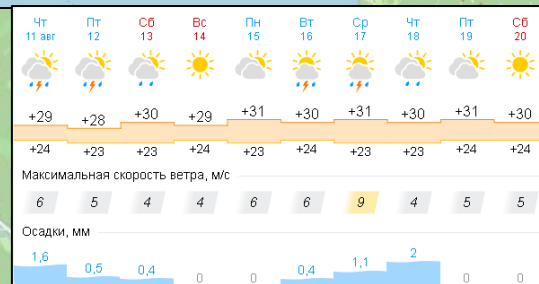 Чт Пт Сб Вс Пн Вт Ср Чт Пт Сб
11 авг 12 13 14 15 16 17 18 19 20
+29 +28 +30 +29 +31 +30 +31 +30 +31 +30
+24 +23 +23 +24 +23 +24 +23 +23 +24 +24
Максимальная скорость ветра, м/с
6 5 4 4 6 6 9 4 5 5
Осадки, мм
1,6 0,5 0,4 0 0 0,4 1,1 2 0 0